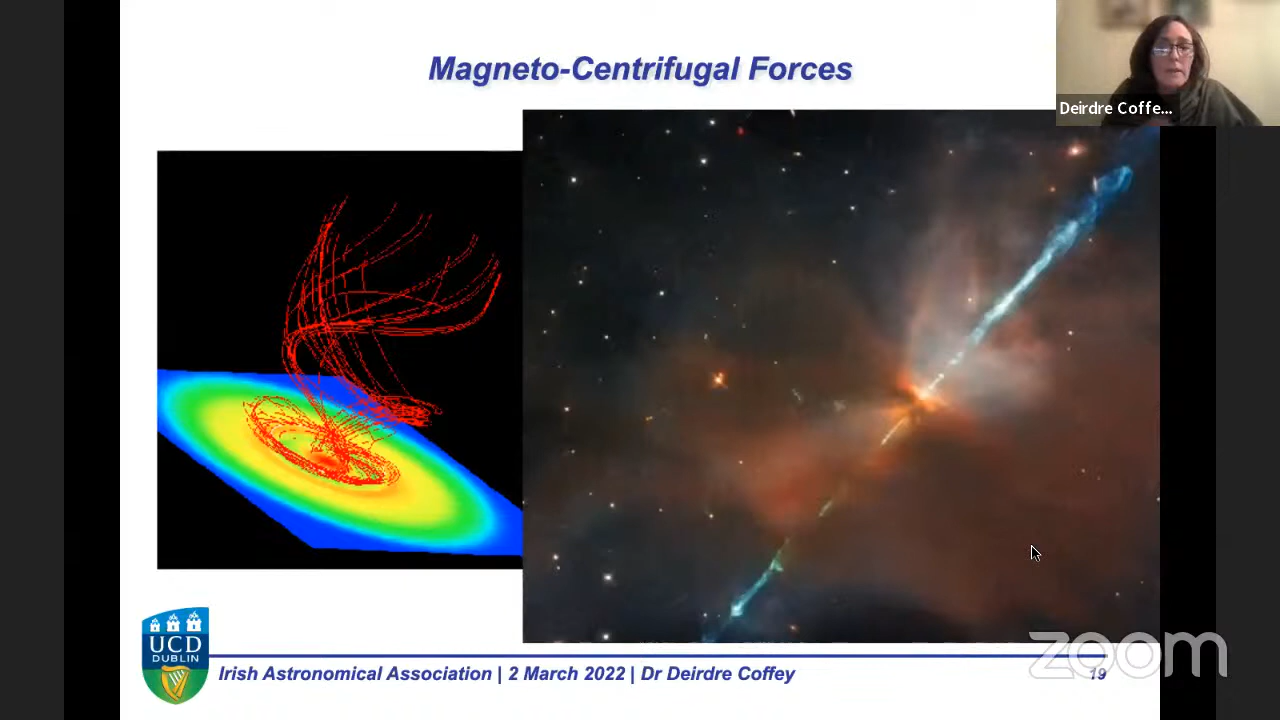 Magneto-Centrifugal Forces
Deirdre Coffe...
UCD
DUBLIN
Irish Astronomical Association | 2 March 2022 | Dr Deirdre Coffey
19
zoom